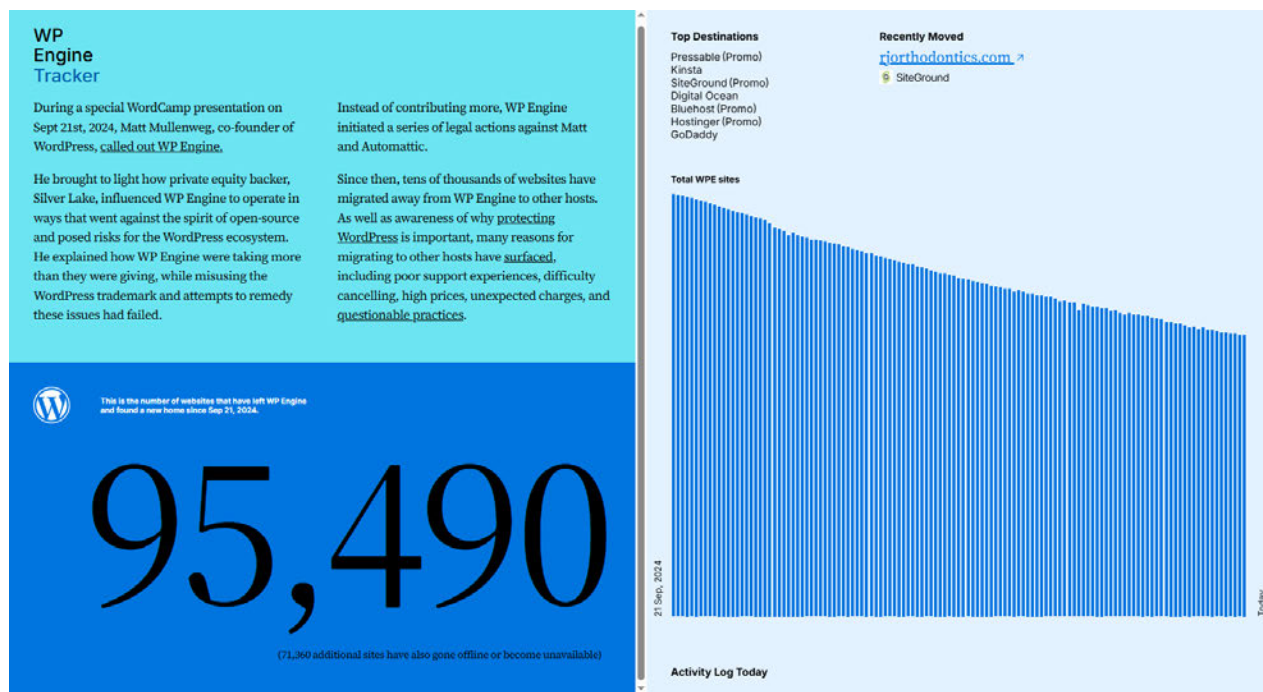 WP
Engine
Tracker
During a special WordCamp presentation on
Sept 21st, 2024, Matt Mullenweg, co-founder of
WordPress, called out WP Engine.
He brought to light how private equity backer,
Silver Lake, influenced WP Engine to operate in
ways that went against the spirit of open-source
and posed risks for the WordPress ecosystem.
He explained how WP Engine were taking more
than they were giving, while misusing the
WordPress trademark and attempts to remedy
these issues had failed.
Instead of contributing more, WP Engine
initiated a series of legal actions against Matt
and Automattic.
Since then, tens of thousands of websites have
migrated away from WP Engine to other hosts.
As well as awareness of why protecting
WordPress is important, many reasons for
migrating to other hosts have surfaced,
including poor support experiences, difficulty
cancelling, high prices, unexpected charges, and
questionable practices.
This is the number of websites that have left WP Engine
and found a new home since Sep 21, 2024.
95,490
(71,360 additional sites have also gone offline or become unavailable)
Top Destinations
Pressable (Promo)
Kinsta
SiteGround (Promo)
Digital Ocean
Bluehost (Promo)
Hostinger (Promo)
GoDaddy
Recently Moved
rjorthodontics.com ↗
SiteGround
Total WPE sites
21 Sep, 2024
Today
Activity Log Today